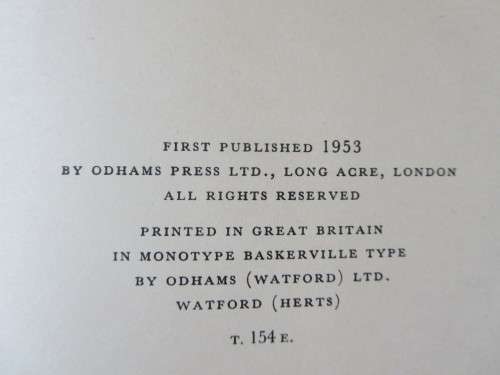 FIRST PUBLISHED 1953
BY ODHAMS PRESS LTD., LONG ACRE, LONDON
ALL RIGHTS RESERVED
PRINTED IN GREAT BRITAIN
IN MONOTYPE BASKERVILLE TYPE
BY ODHAMS (WATFORD) LTD.
WATFORD (HERTS)
T. 154 E.